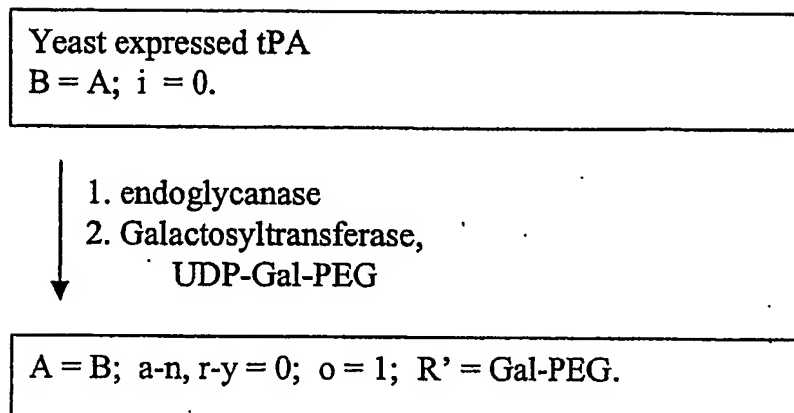 Yeast expressed tPA
B = A; i = 0.
1. endoglycanase
2. Galactosyltransferase,
UDP-Gal-PEG
A = B; a-n, r-y = 0; o = 1; R' = Gal-PEG.